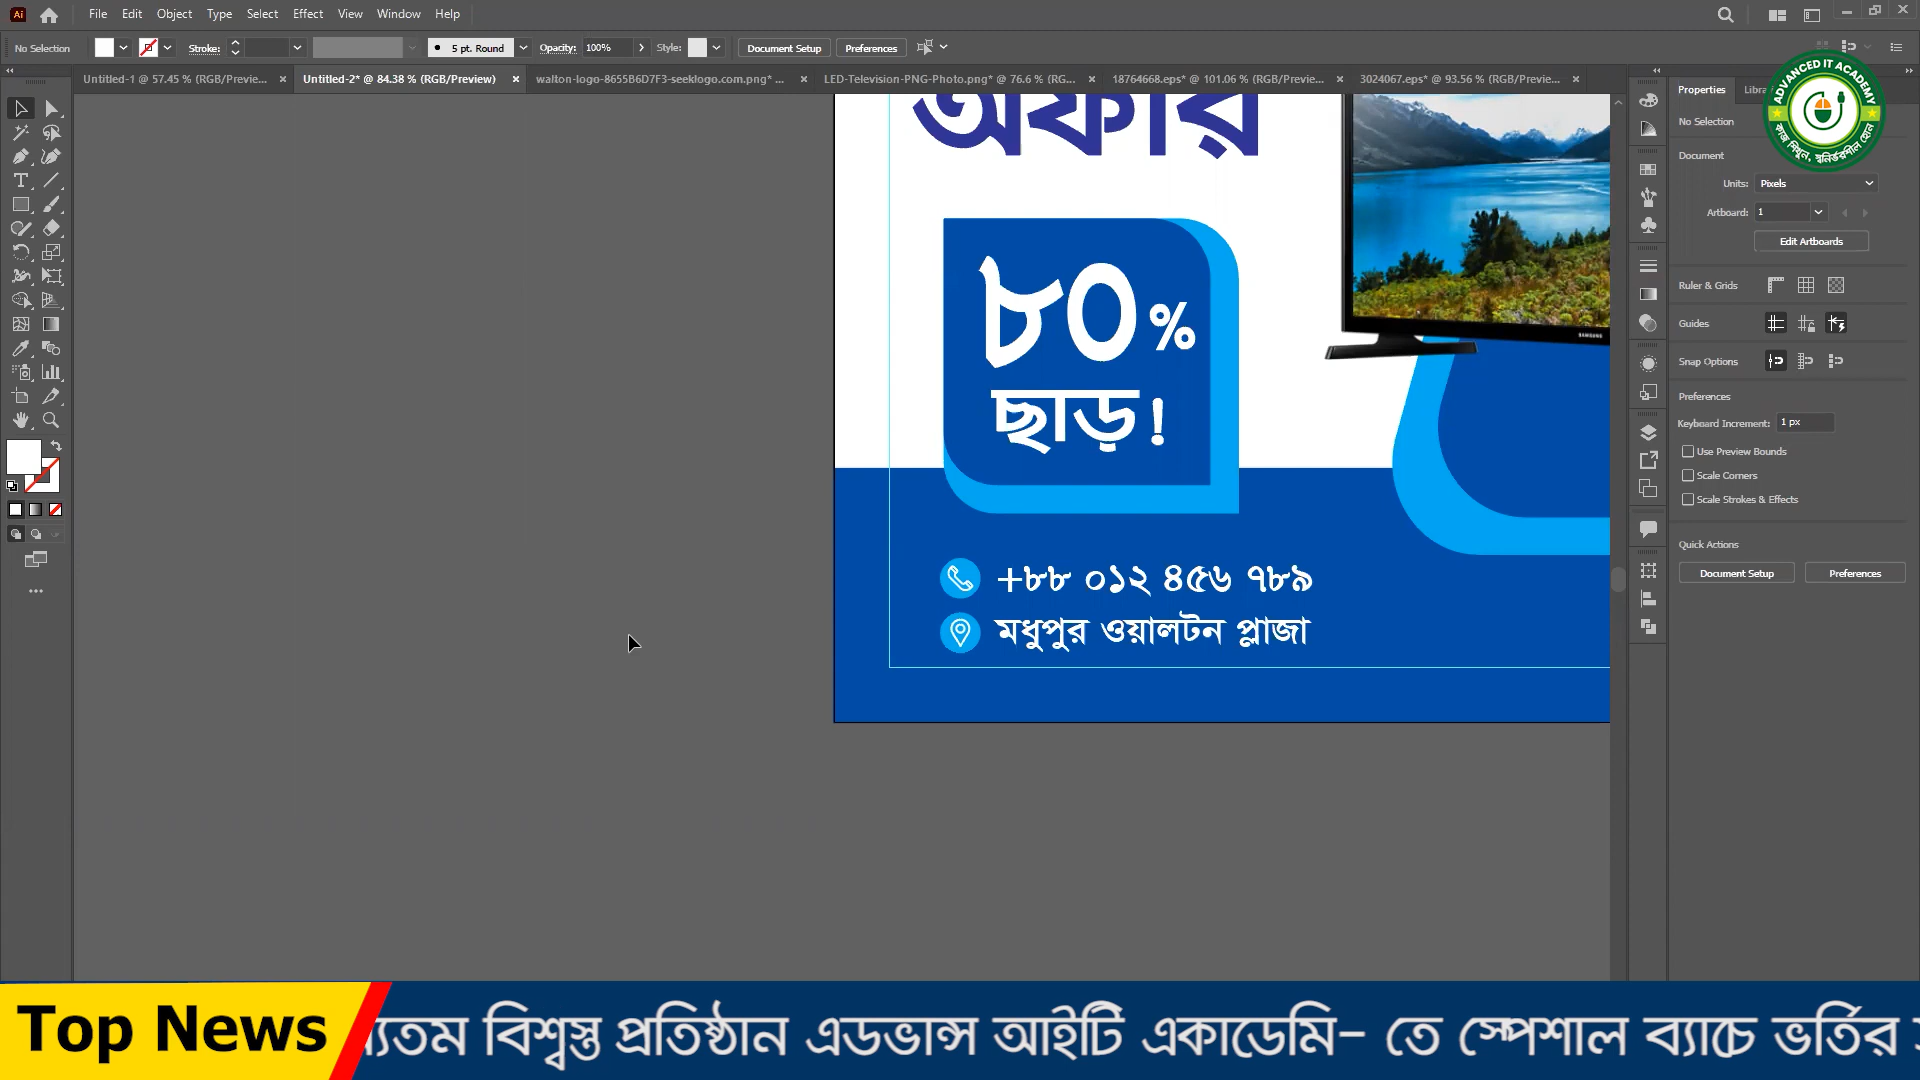 Ai File Edit Object Type Select Effect View Window Help
No Selection Stroke: 5 pt. Round Opacity: 100% Style: Document Setup Preferences
Untitled-1 @ 57.45 % (RGB/Previe... Untitled-2* @ 84.38 % (RGB/Preview) walton-logo-8655B6D7F3-seeklogo.com.png* ... LED-Television-PNG-Photo.png* @ 76.6 % (RG... 18764668.eps* @ 101.06 % (RGB/Previe... 3024067.eps* @ 93.56 % (RGB/Previe...
Properties
No Selection
Document
Units: Pixels
Artboard: 1
Edit Artboards
Ruler & Grids
Guides
Snap Options
Preferences
Keyboard Increment: 1 px
Use Preview Bounds
Scale Corners
Scale Strokes & Effects
Quick Actions
Document Setup Preferences
ADVANCED IT ACADEMY
কাজ শিখুন, স্বনির্ভরশীল হোন
অফার
SAMSUNG
৮০%
ছাড়!
+৮৮ ০১২ ৪৫৬ ৭৮৯
মধুপুর ওয়ালটন প্লাজা
Top News
বিশ্বস্ত প্রতিষ্ঠান এডভান্স আইটি একাডেমি- তে স্পেশাল ব্যাচে ভর্তির